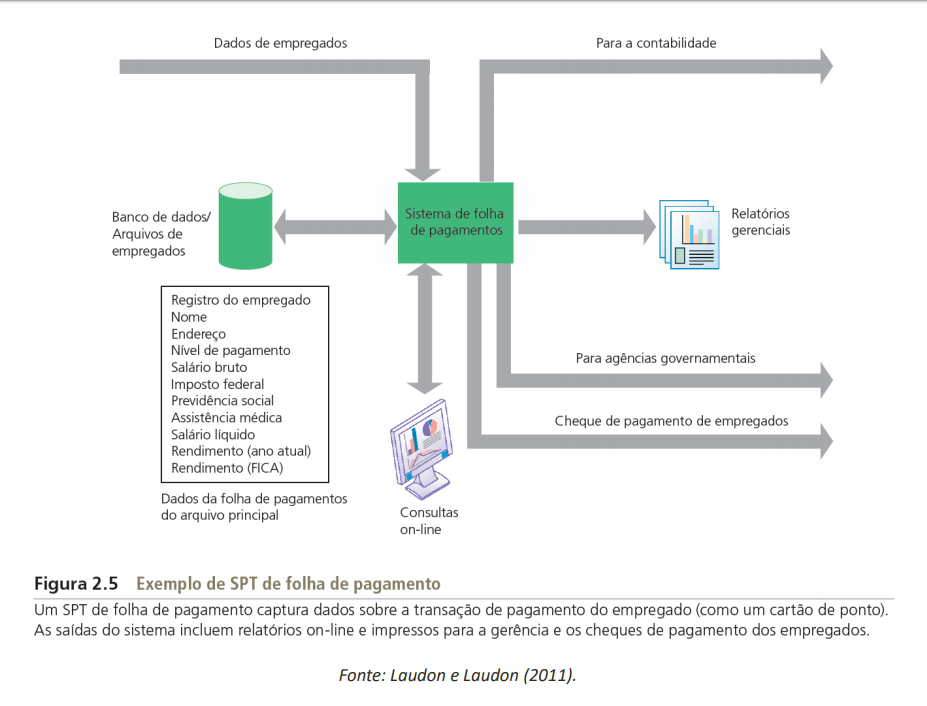 Dados de empregados
Para a contabilidade
Banco de dados/
Arquivos de
empregados
Sistema de folha
de pagamentos
Relatórios
gerenciais
Registro do empregado
Nome
Endereço
Nível de pagamento
Salário bruto
Imposto federal
Previdência social
Assistência médica
Salário líquido
Rendimento (ano atual)
Rendimento (FICA)
Dados da folha de pagamentos
do arquivo principal
Para agências governamentais
Cheque de pagamento de empregados
Consultas
on-line
Figura 2.5 Exemplo de SPT de folha de pagamento
Um SPT de folha de pagamento captura dados sobre a transação de pagamento do empregado (como um cartão de ponto).
As saídas do sistema incluem relatórios on-line e impressos para a gerência e os cheques de pagamento dos empregados.
Fonte: Laudon e Laudon (2011).